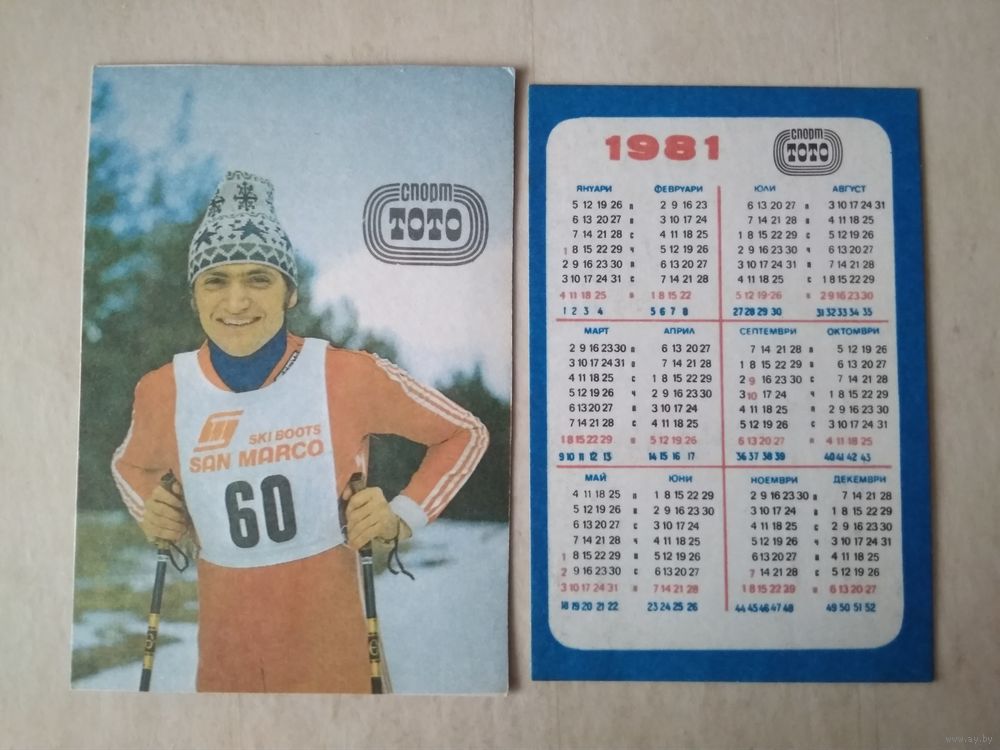 спорт
ТОТО
SKI BOOTS
SAN MARCO
60
1981
спорт
ТОТО
ЯНУАРИ ФЕВРУАРИ
5 12 19 26 п 2 9 16 23
6 13 20 27 в 3 10 17 24
7 14 21 28 с 4 11 18 25
1 8 15 22 29 ч 5 12 19 26
2 9 16 23 30 п 6 13 20 27
3 10 17 24 31 с 7 14 21 28
4 11 18 25 н 1 8 15 22
1 2 3 4 5 6 7 8
ЮЛИ АВГУСТ
6 13 20 27 п 3 10 17 24 31
7 14 21 28 в 4 11 18 25
1 8 15 22 29 с 5 12 19 26
2 9 16 23 30 ч 6 13 20 27
3 10 17 24 31 п 7 14 21 28
4 11 18 25 с 1 8 15 22 29
5 12 19 26 н 2 9 16 23 30
27 28 29 30 31 32 33 34 35
МАРТ АПРИЛ
2 9 16 23 30 п 6 13 20 27
3 10 17 24 31 в 7 14 21 28
4 11 18 25 с 1 8 15 22 29
5 12 19 26 ч 2 9 16 23 30
6 13 20 27 п 3 10 17 24
7 14 21 28 с 4 11 18 25
1 8 15 22 29 н 5 12 19 26
9 10 11 12 13 14 15 16 17
СЕПТЕМВРИ ОКТОМВРИ
7 14 21 28 п 5 12 19 26
1 8 15 22 29 в 6 13 20 27
2 9 16 23 30 с 7 14 21 28
3 10 17 24 ч 1 8 15 22 29
4 11 18 25 п 2 9 16 23 30
5 12 19 26 с 3 10 17 24 31
6 13 20 27 н 4 11 18 25
36 37 38 39 40 41 42 43
МАЙ ЮНИ
4 11 18 25 п 1 8 15 22 29
5 12 19 26 в 2 9 16 23 30
6 13 20 27 с 3 10 17 24
7 14 21 28 ч 4 11 18 25
1 8 15 22 29 п 5 12 19 26
2 9 16 23 30 с 6 13 20 27
3 10 17 24 31 н 7 14 21 28
18 19 20 21 22 23 24 25 26
НОЕМВРИ ДЕКЕМВРИ
2 9 16 23 30 п 7 14 21 28
3 10 17 24 в 1 8 15 22 29
4 11 18 25 с 2 9 16 23 30
5 12 19 26 ч 3 10 17 24 31
6 13 20 27 п 4 11 18 25
7 14 21 28 с 5 12 19 26
1 8 15 22 29 н 6 13 20 27
44 45 46 47 48 49 50 51 52
www.ay.by